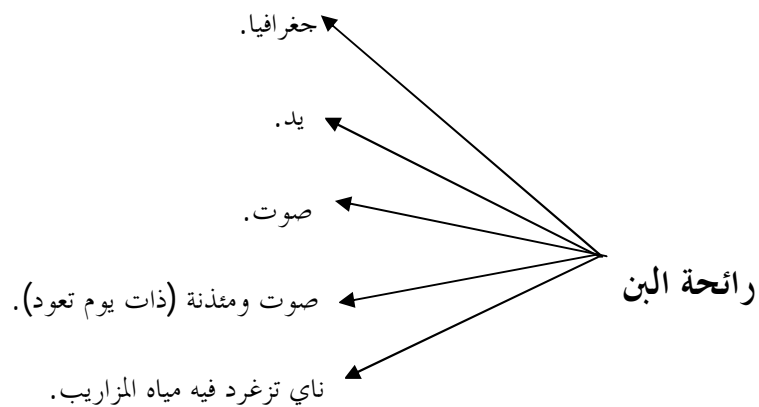 جغرافيا.
يد.
صوت.
رائحة البن
صوت ومئذنة (ذات يوم تعود).
ناي تزغرد فيه مياه المزاريب.